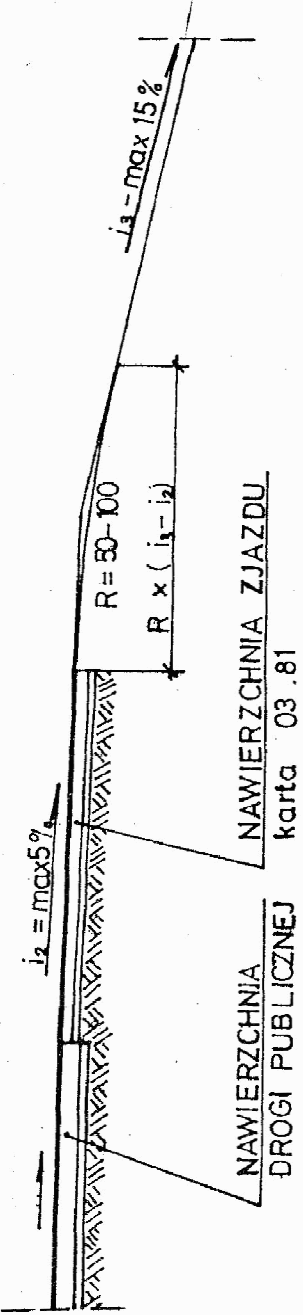 i₂ = max5%
i₃ - max 15%
R = 50-100
R × ( i₃ - i₂)
NAWIERZCHNIA
DROGI PUBLICZNEJ
NAWIERZCHNIA ZJAZDU
karta 03.81